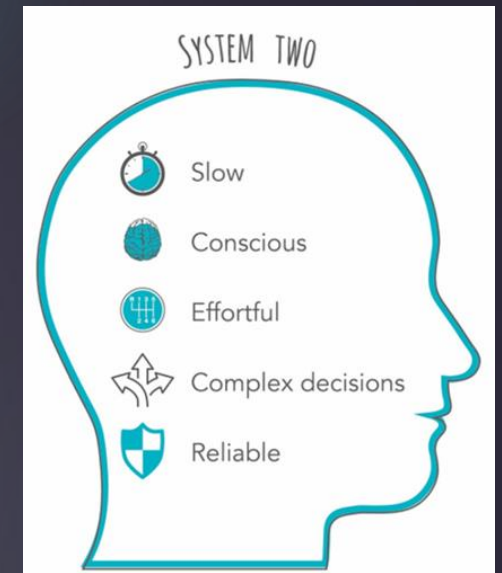 SYSTEM TWO
Slow
Conscious
Effortful
Complex decisions
Reliable